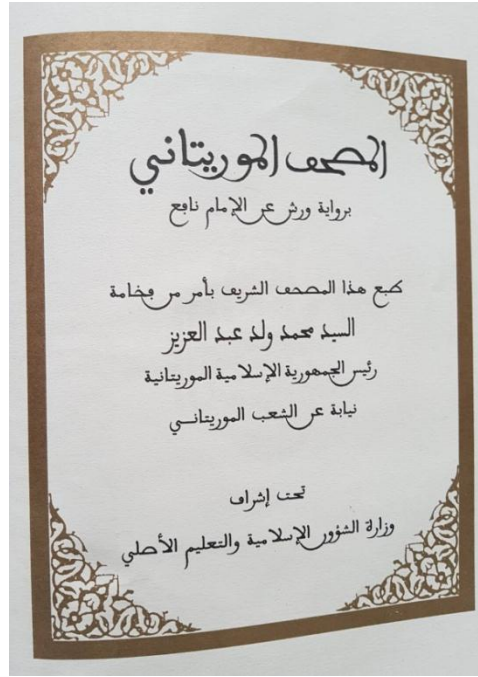 المصحف الموريتاني
برواية ورش عن الإمام نافع
طبع هذا المصحف الشريف بأمر من فخامة
السيد محمد ولد عبد العزيز
رئيس الجمهورية الإسلامية الموريتانية
نيابة عن الشعب الموريتانـــي
تحت إشراف
وزارة الشؤون الإسلامية والتعليم الأصلي